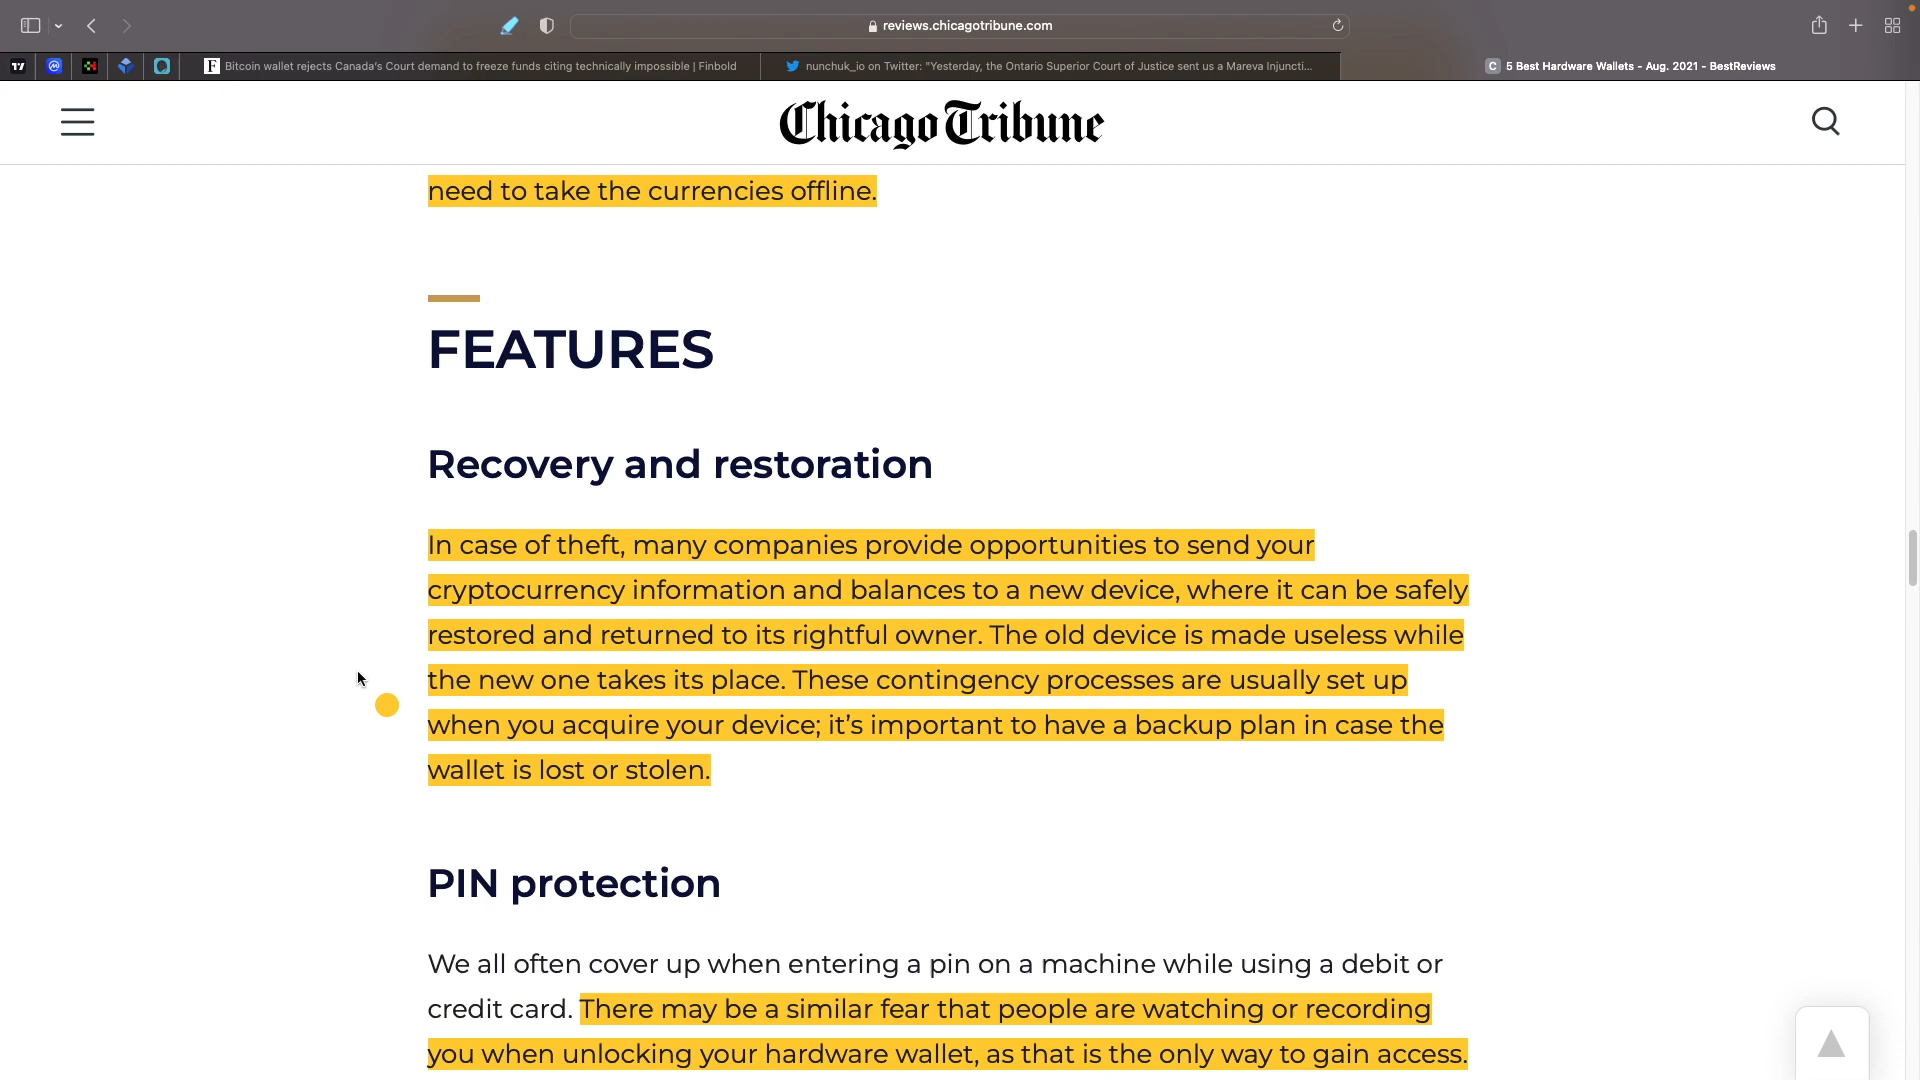 reviews.chicagotribune.com
Bitcoin wallet rejects Canada's Court demand to freeze funds citing technically impossible | Finbold
nunchuk_io on Twitter: "Yesterday, the Ontario Superior Court of Justice sent us a Mareva Injuncti...
C 5 Best Hardware Wallets - Aug. 2021 - BestReviews
Chicago Tribune
need to take the currencies offline.
FEATURES
Recovery and restoration
In case of theft, many companies provide opportunities to send your
cryptocurrency information and balances to a new device, where it can be safely
restored and returned to its rightful owner. The old device is made useless while
the new one takes its place. These contingency processes are usually set up
when you acquire your device; it’s important to have a backup plan in case the
wallet is lost or stolen.
PIN protection
We all often cover up when entering a pin on a machine while using a debit or
credit card. There may be a similar fear that people are watching or recording
you when unlocking your hardware wallet, as that is the only way to gain access.